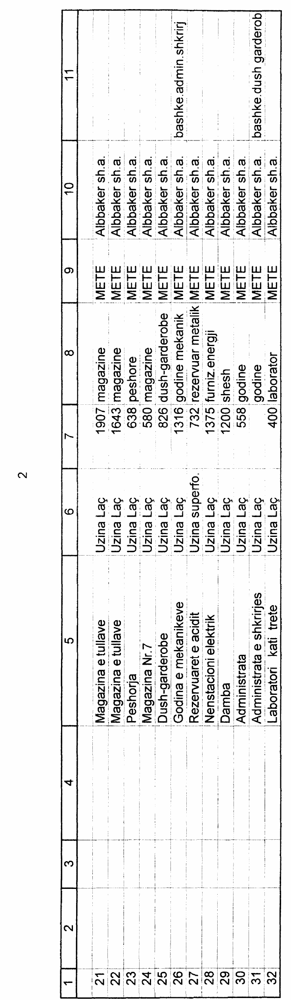 2
1 2 3 4 5 6 7 8 9 10 11
21 Magazina e tullave Uzina Laç 1907 magazine METE Albbaker sh.a.
22 Magazina e tullave Uzina Laç 1643 magazine METE Albbaker sh.a.
23 Peshorja Uzina Laç 638 peshore METE Albbaker sh.a.
24 Magazina Nr.7 Uzina Laç 580 magazine METE Albbaker sh.a.
25 Dush-garderobe Uzina Laç 826 dush-garderobe METE Albbaker sh.a.
26 Godina e mekanikeve Uzina Laç 1316 godine mekanik METE Albbaker sh.a. bashke.admin.shkrirj
27 Rezervuaret e acidit Uzina superfo. 732 rezervuar metalik METE Albbaker sh.a.
28 Nenstacioni elektrik Uzina Laç 1375 furniz.energji METE Albbaker sh.a.
29 Damba Uzina Laç 1200 shesh METE Albbaker sh.a.
30 Administrata Uzina Laç 558 godine METE Albbaker sh.a.
31 Administrata e shkrirjes Uzina Laç godine METE Albbaker sh.a. bashke.dush garderob
32 Laboratori kati trete Uzina Laç 400 laborator METE Albbaker sh.a.